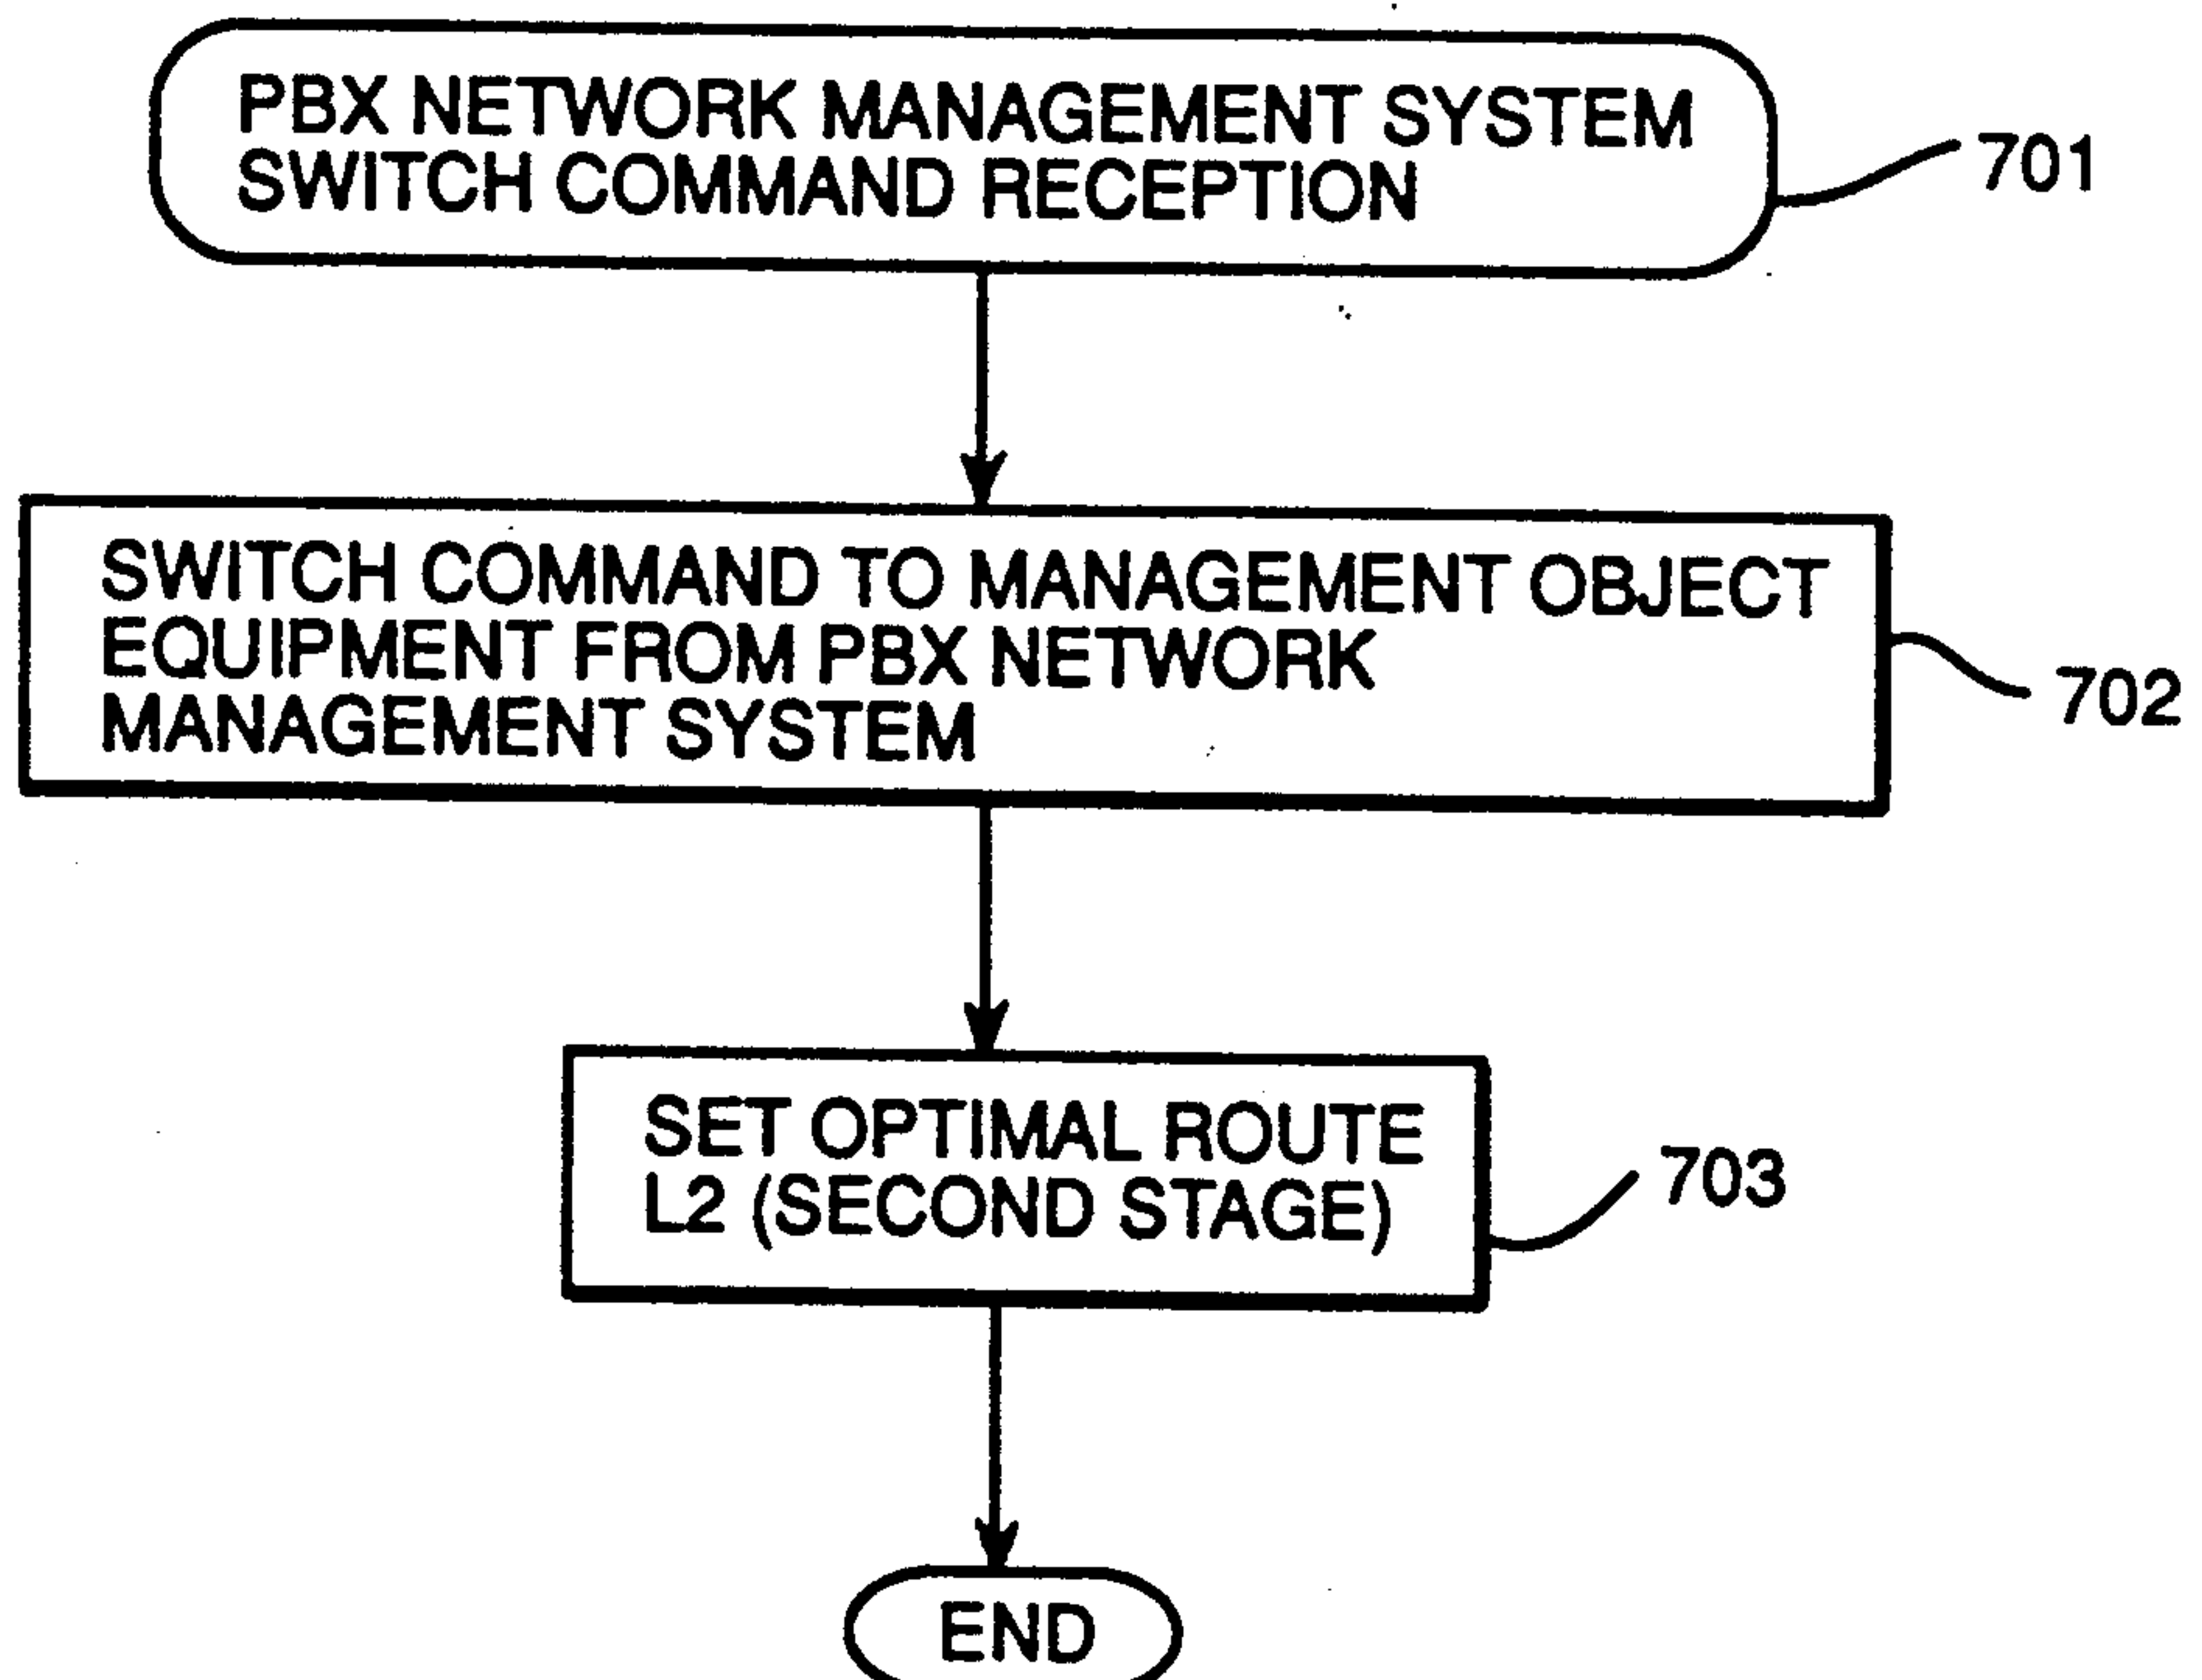 PBX NETWORK MANAGEMENT SYSTEM
SWITCH COMMAND RECEPTION
701
SWITCH COMMAND TO MANAGEMENT OBJECT
EQUIPMENT FROM PBX NETWORK
MANAGEMENT SYSTEM
702
SET OPTIMAL ROUTE
L2 (SECOND STAGE)
703
END